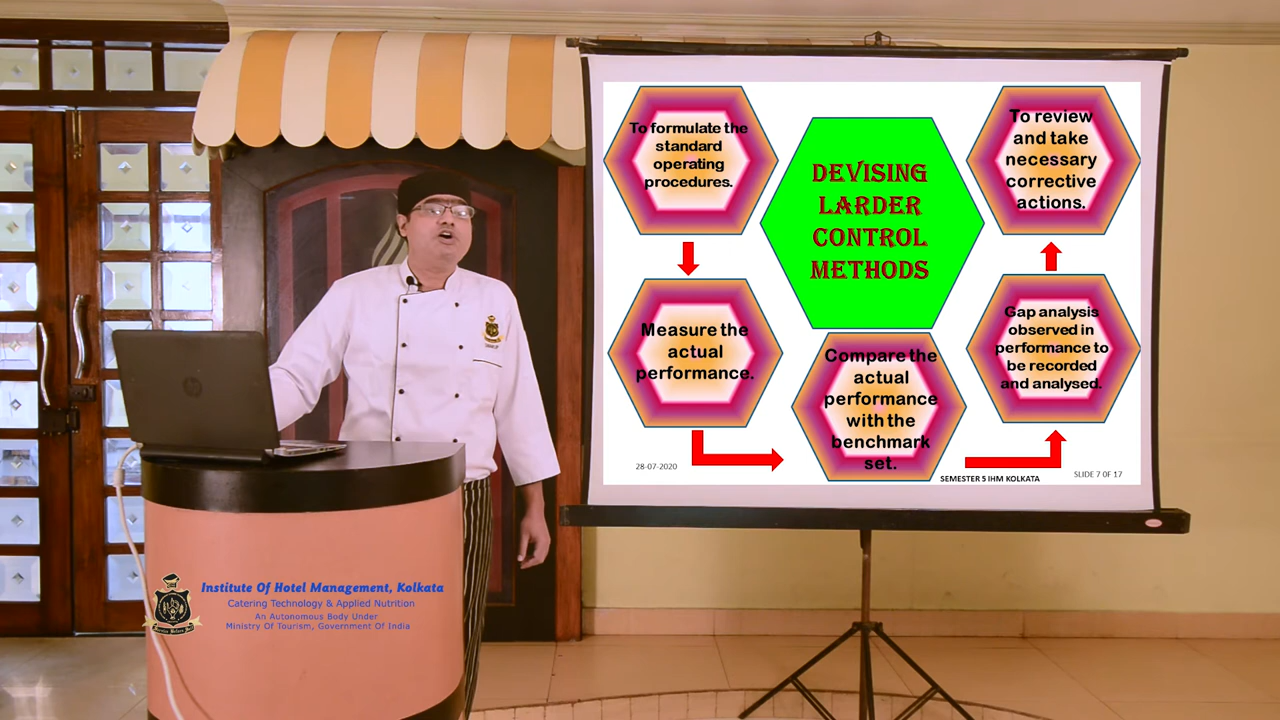 To formulate the
standard
operating
procedures.
DEVISING
LARDER
CONTROL
METHODS
To review
and take
necessary
corrective
actions.
Measure the
actual
performance.
Compare the
actual
performance
with the
benchmark
set.
Gap analysis
observed in
performance to
be recorded
and analysed.
28-07-2020
SEMESTER 5 IHM KOLKATA
SLIDE 7 OF 17
hp
Institute Of Hotel Management, Kolkata
Catering Technology & Applied Nutrition
An Autonomous Body Under
Ministry Of Tourism, Government Of India